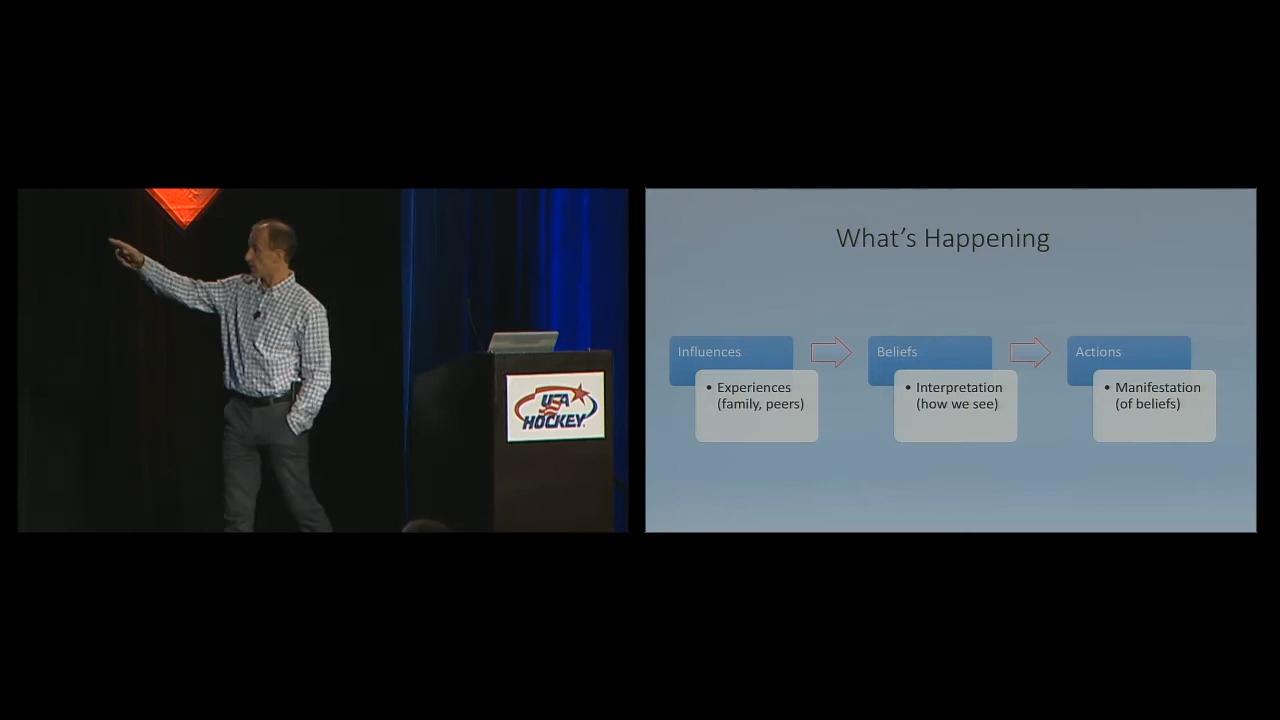 USA
HOCKEY
What's Happening
Influences
• Experiences
(family, peers)
Beliefs
• Interpretation
(how we see)
Actions
• Manifestation
(of beliefs)